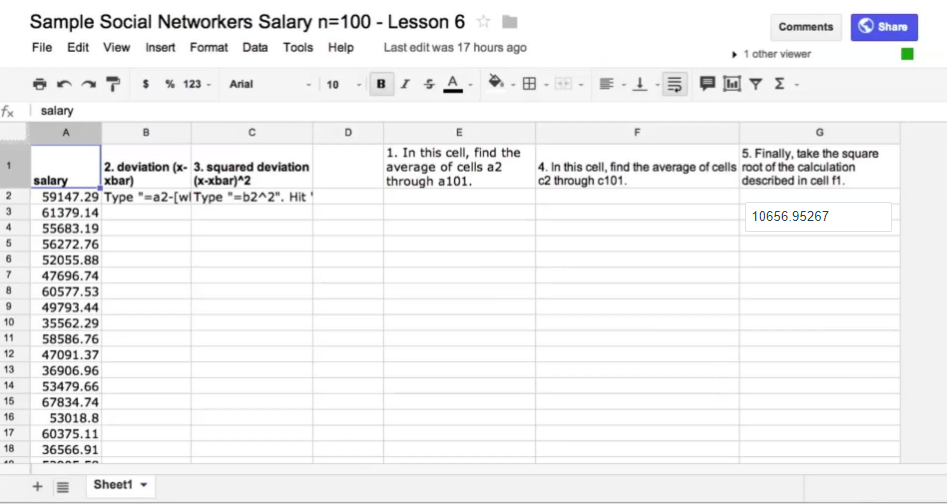 Sample Social Networkers Salary n=100 - Lesson 6
Comments
Share
File Edit View Insert Format Data Tools Help Last edit was 17 hours ago
1 other viewer
$ % 123 Arial 10 B I S A Σ
fx salary
A B C D E F G
1 salary
2. deviation (x-
xbar)
3. squared deviation
(x-xbar)^2
1. In this cell, find the
average of cells a2
through a101.
4. In this cell, find the average of cells
c2 through c101.
5. Finally, take the square
root of the calculation
described in cell f1.
2 59147.29 Type "=a2-[wl Type "=b2^2". Hit '
3 61379.14 10656.95267
4 55683.19
5 56272.76
6 52055.88
7 47696.74
8 60577.53
9 49793.44
10 35562.29
11 58586.76
12 47091.37
13 36906.96
14 53479.66
15 67834.74
16 53018.8
17 60375.11
18 36566.91
+ Sheet1